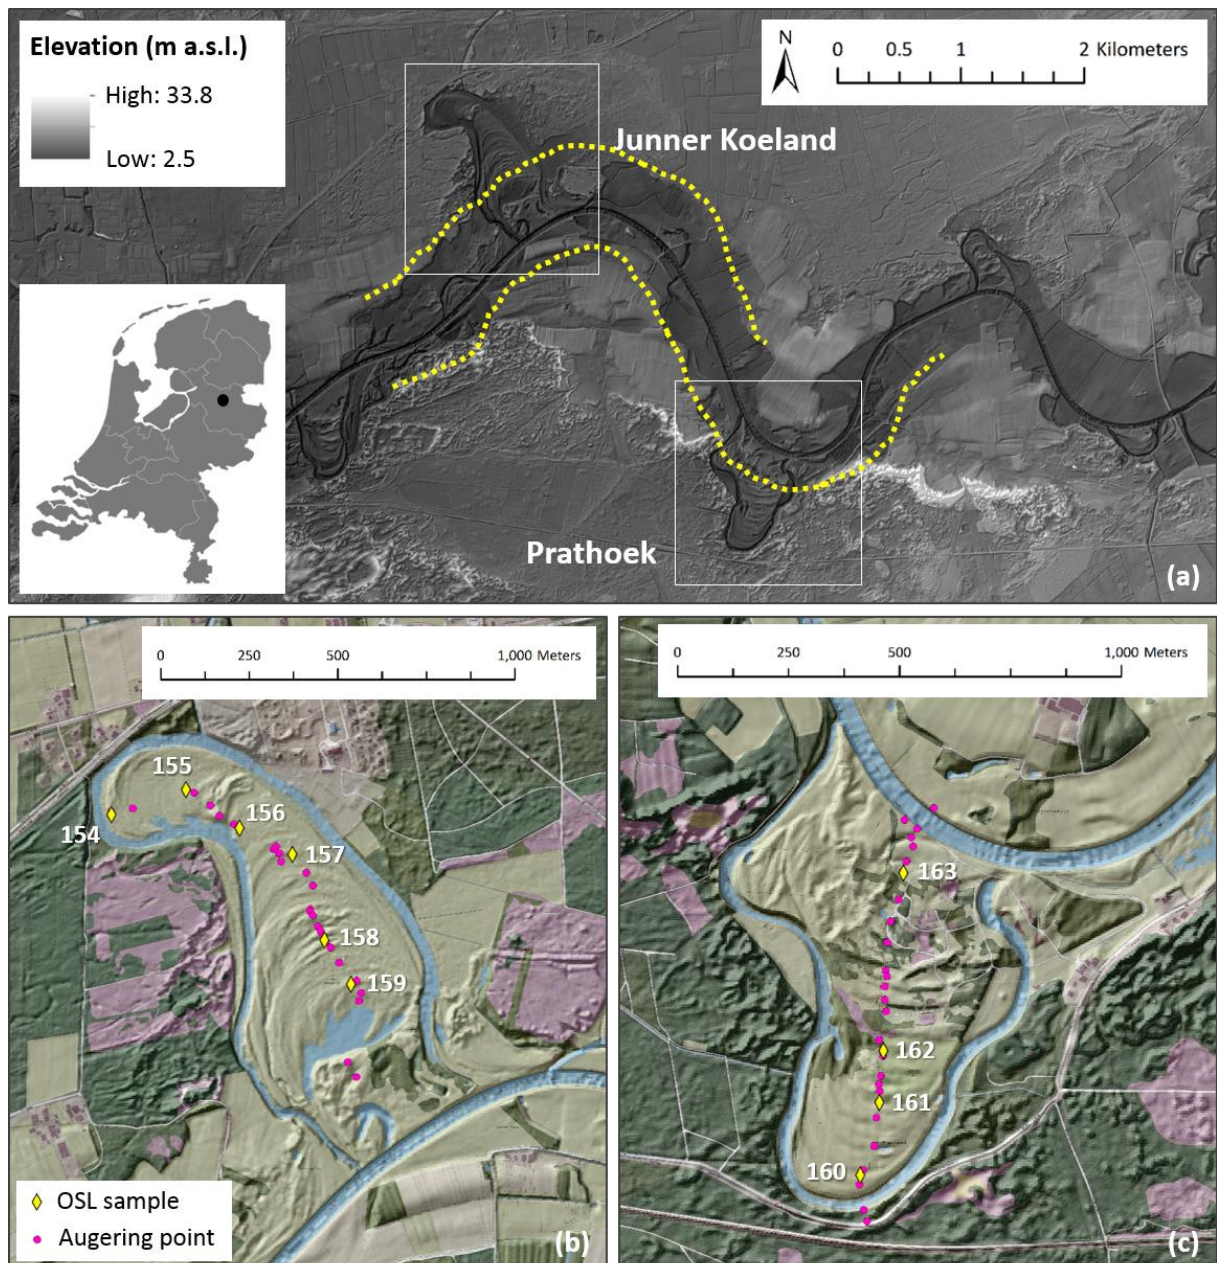 Elevation (m a.s.l.)
High: 33.8
Low: 2.5
N
0 0.5 1 2 Kilometers
Junner Koeland
Prathoek
(a)
0 250 500 1,000 Meters
155
154
156
157
158
159
OSL sample
Augering point
(b)
0 250 500 1,000 Meters
163
162
161
160
(c)